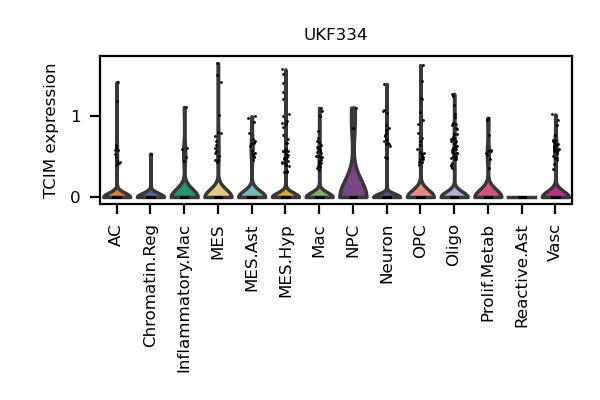 UKF334
TCIM expression
1
0
AC
Chromatin.Reg
Inflammatory.Mac
MES
MES.Ast
MES.Hyp
Mac
NPC
Neuron
OPC
Oligo
Prolif.Metab
Reactive.Ast
Vasc